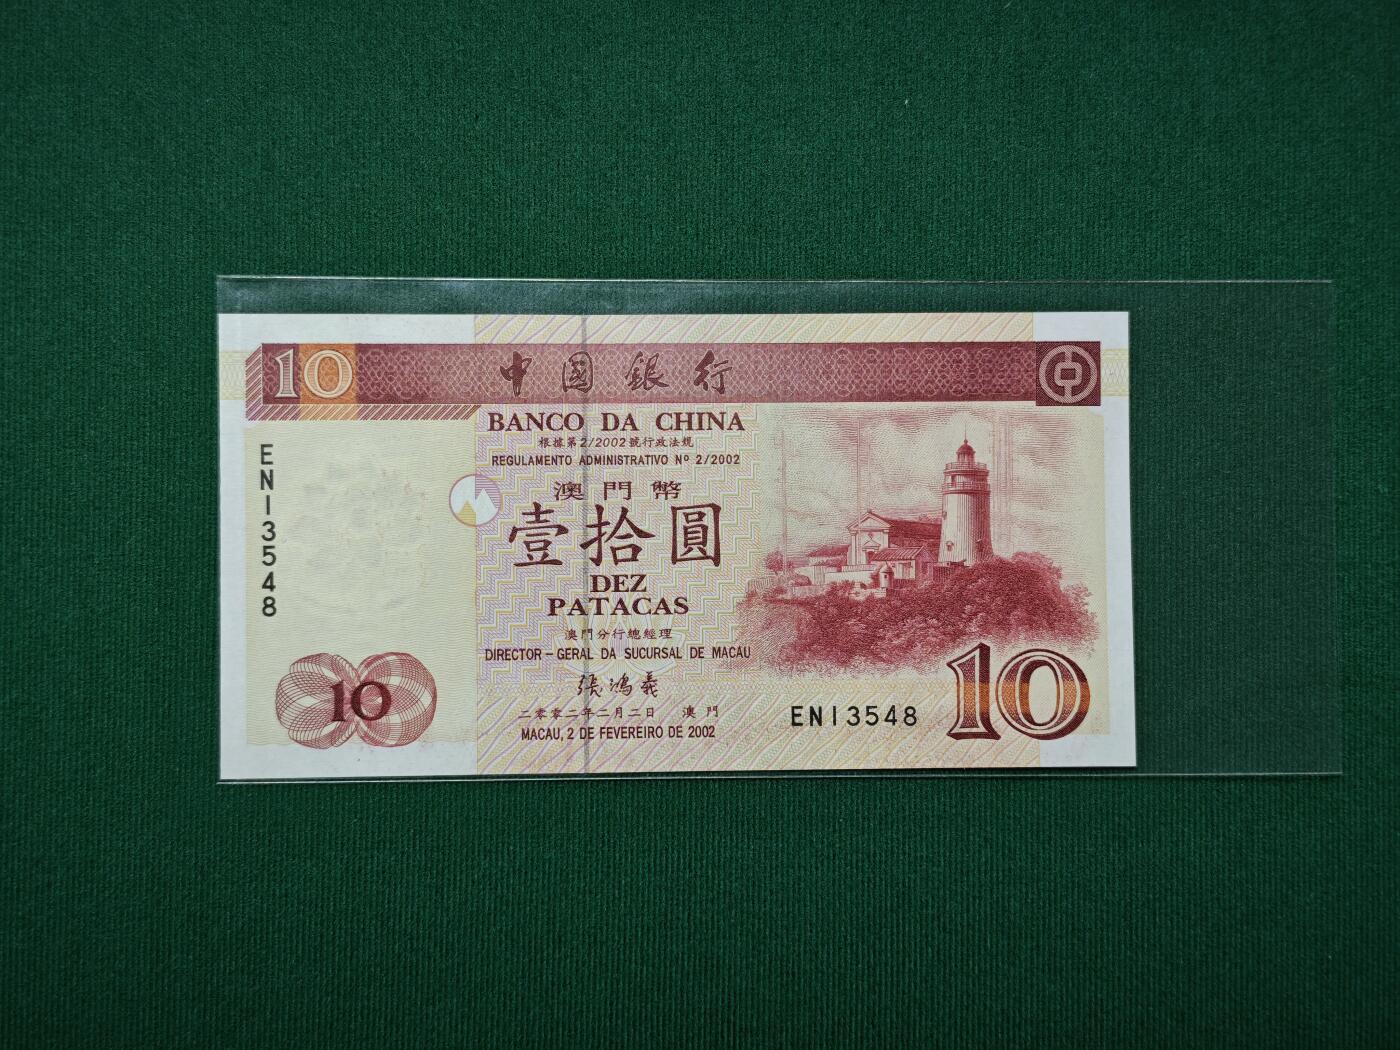 10
中國銀行
BANCO DA CHINA
根據第2/2002號行政法規
REGULAMENTO ADMINISTRATIVO Nº 2/2002
澳門幣
壹拾圓
DEZ
PATACAS
澳門分行總經理
DIRECTOR – GERAL DA SUCURSAL DE MACAU
張鴻義
二零零二年二月二日 澳門
MACAU, 2 DE FEVEREIRO DE 2002
EN13548
10
EN13548
10